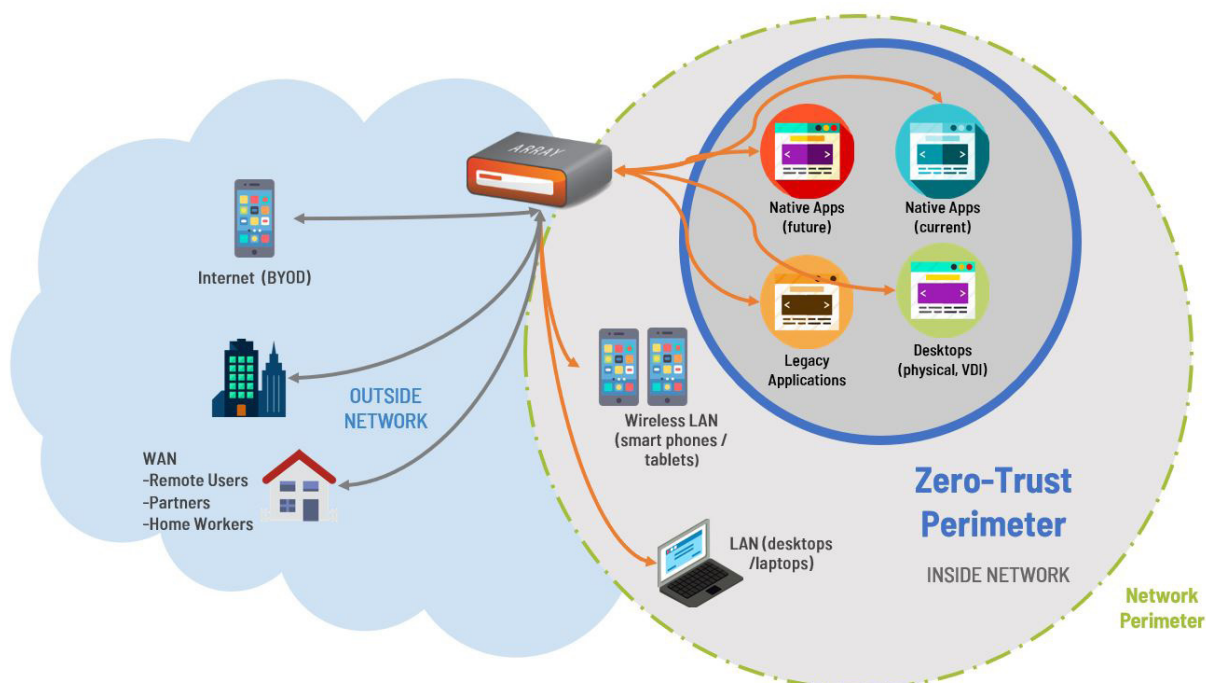 ARRAY
Native Apps
(future)
Native Apps
(current)
Internet (BYOD)
Legacy
Applications
Desktops
(physical, VDI)
OUTSIDE
NETWORK
Wireless LAN
(smart phones /
tablets)
WAN
-Remote Users
-Partners
-Home Workers
Zero-Trust
Perimeter
LAN (desktops
/laptops)
INSIDE NETWORK
Network
Perimeter